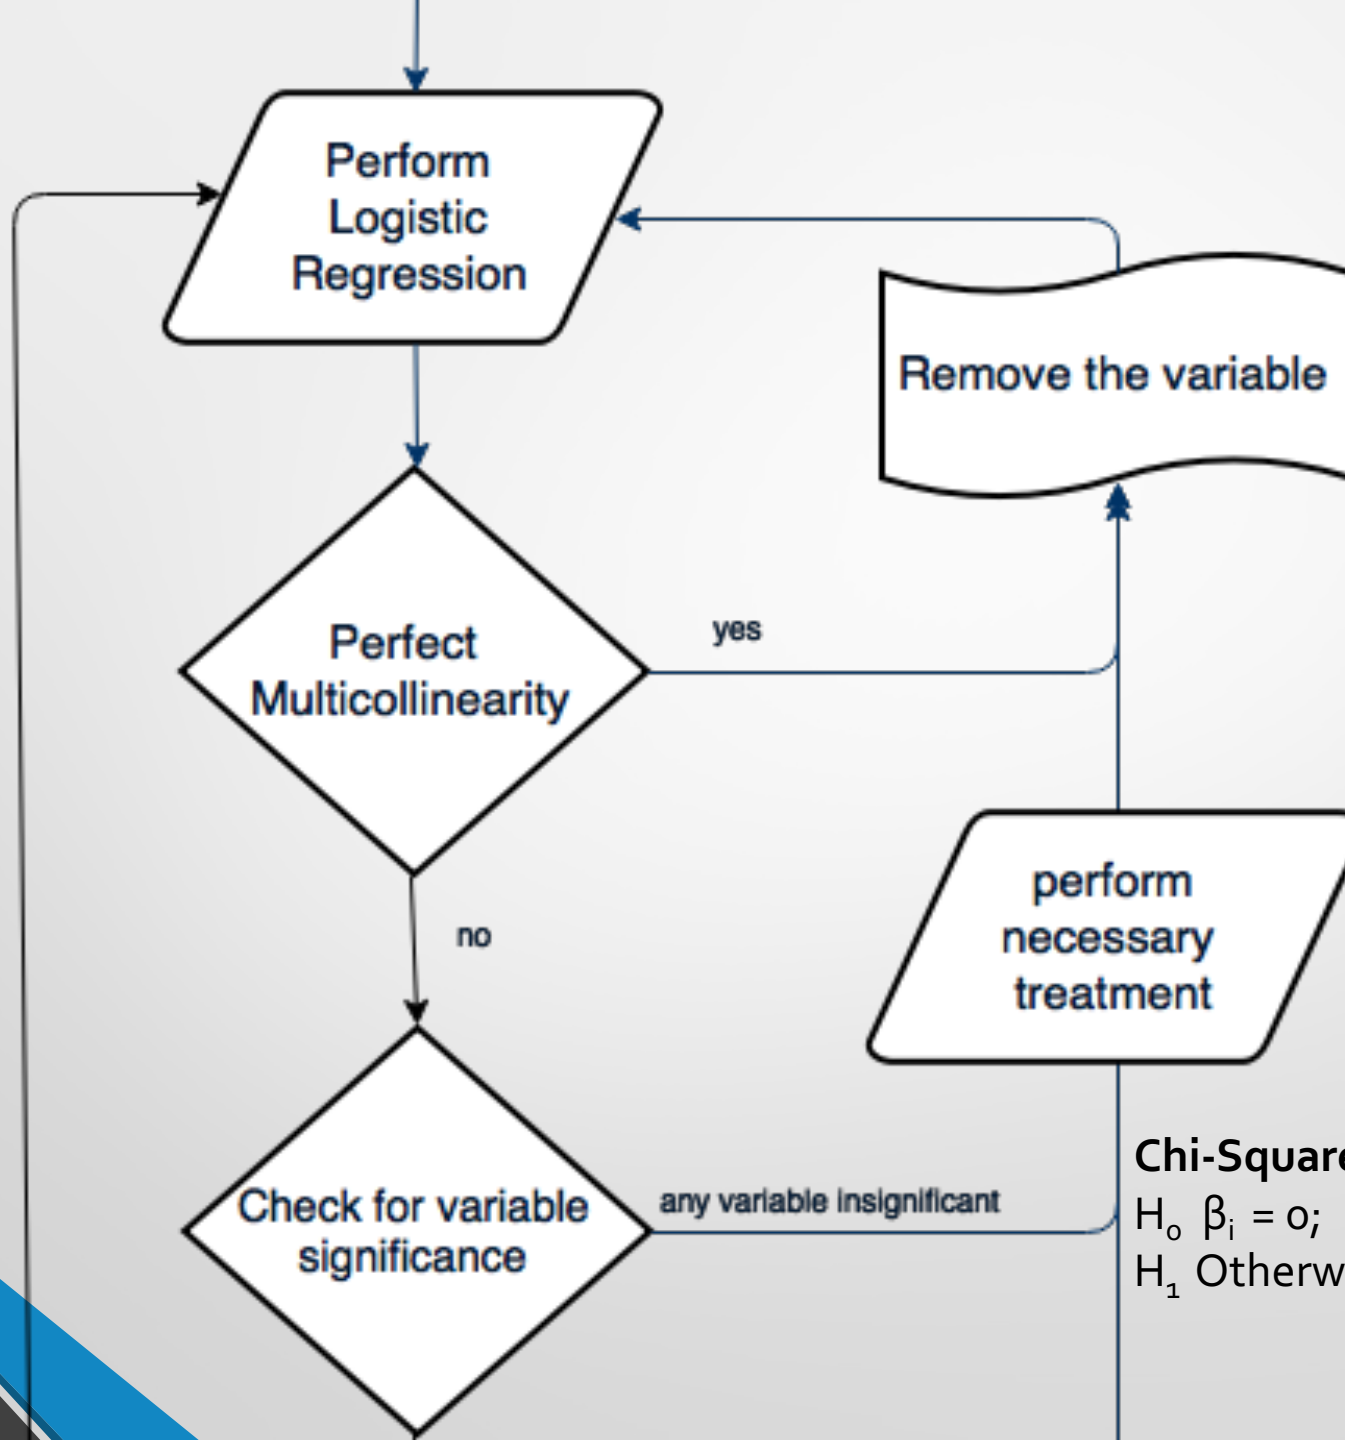 Perform
Logistic
Regression
Remove the variable
Perfect
Multicollinearity
yes
no
perform
necessary
treatment
Check for variable
significance
any variable insignificant
Chi-Square
H₀ βᵢ = 0;
H₁ Otherw